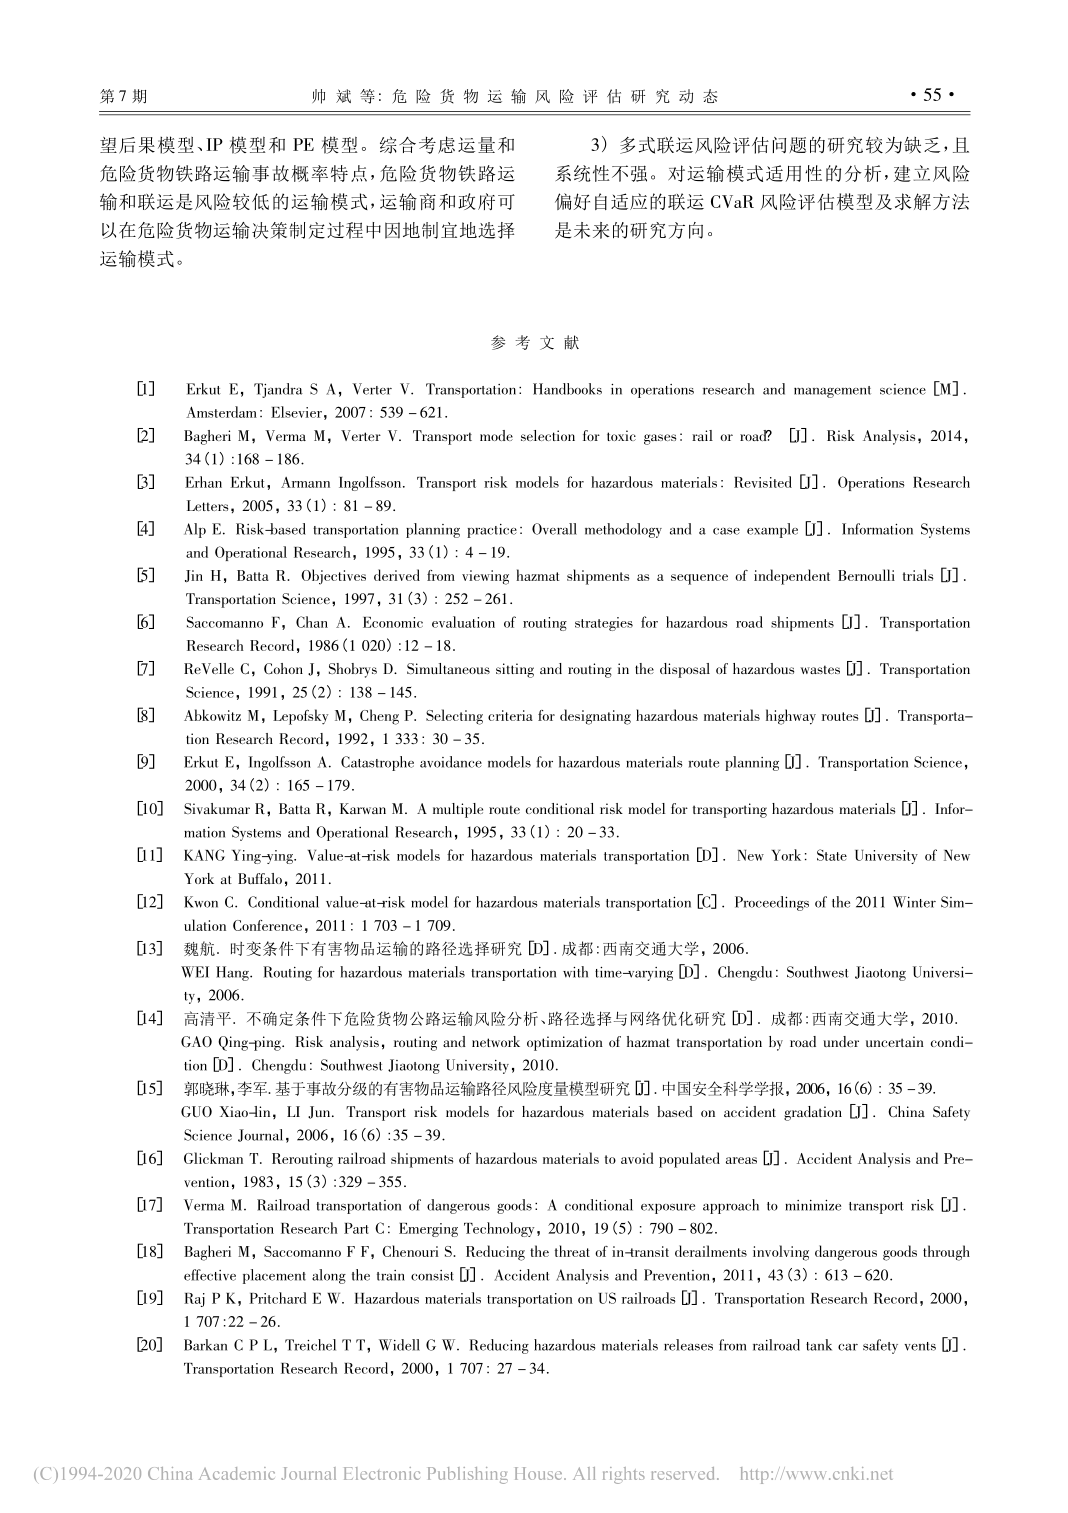 第 7 期
帅 斌 等: 危 险 货 物 运 输 风 险 评 估 研 究 动 态
· 55 ·
望后果模型、IP 模型和 PE 模型。综合考虑运量和
危险货物铁路运输事故概率特点,危险货物铁路运
输和联运是风险较低的运输模式,运输商和政府可
以在危险货物运输决策制定过程中因地制宜地选择
运输模式。
3) 多式联运风险评估问题的研究较为缺乏,且
系统性不强。对运输模式适用性的分析,建立风险
偏好自适应的联运 CVaR 风险评估模型及求解方法
是未来的研究方向。
参 考 文 献
[1] Erkut E, Tjandra S A, Verter V. Transportation: Handbooks in operations research and management science [M].
Amsterdam: Elsevier, 2007: 539 - 621.
[2] Bagheri M, Verma M, Verter V. Transport mode selection for toxic gases: rail or road? [J]. Risk Analysis, 2014,
34(1) :168 - 186.
[3] Erhan Erkut, Armann Ingolfsson. Transport risk models for hazardous materials: Revisited [J]. Operations Research
Letters, 2005, 33(1) : 81 - 89.
[4] Alp E. Risk-based transportation planning practice: Overall methodology and a case example [J]. Information Systems
and Operational Research, 1995, 33(1) : 4 - 19.
[5] Jin H, Batta R. Objectives derived from viewing hazmat shipments as a sequence of independent Bernoulli trials [J].
Transportation Science, 1997, 31(3) : 252 - 261.
[6] Saccomanno F, Chan A. Economic evaluation of routing strategies for hazardous road shipments [J]. Transportation
Research Record, 1986(1 020) :12 - 18.
[7] ReVelle C, Cohon J, Shobrys D. Simultaneous sitting and routing in the disposal of hazardous wastes [J]. Transportation
Science, 1991, 25(2) : 138 - 145.
[8] Abkowitz M, Lepofsky M, Cheng P. Selecting criteria for designating hazardous materials highway routes [J]. Transporta-
tion Research Record, 1992, 1 333: 30 - 35.
[9] Erkut E, Ingolfsson A. Catastrophe avoidance models for hazardous materials route planning [J]. Transportation Science,
2000, 34(2) : 165 - 179.
[10] Sivakumar R, Batta R, Karwan M. A multiple route conditional risk model for transporting hazardous materials [J]. Infor-
mation Systems and Operational Research, 1995, 33(1) : 20 - 33.
[11] KANG Ying-ying. Value-at-risk models for hazardous materials transportation [D]. New York: State University of New
York at Buffalo, 2011.
[12] Kwon C. Conditional value-at-risk model for hazardous materials transportation [C]. Proceedings of the 2011 Winter Sim-
ulation Conference, 2011: 1 703 - 1 709.
[13] 魏航. 时变条件下有害物品运输的路径选择研究 [D]. 成都:西南交通大学, 2006.
WEI Hang. Routing for hazardous materials transportation with time-varying [D]. Chengdu: Southwest Jiaotong Universi-
ty, 2006.
[14] 高清平. 不确定条件下危险货物公路运输风险分析、路径选择与网络优化研究 [D]. 成都:西南交通大学, 2010.
GAO Qing-ping. Risk analysis, routing and network optimization of hazmat transportation by road under uncertain condi-
tion [D]. Chengdu: Southwest Jiaotong University, 2010.
[15] 郭晓琳,李军. 基于事故分级的有害物品运输路径风险度量模型研究 [J]. 中国安全科学学报, 2006, 16(6) : 35 - 39.
GUO Xiao-lin, LI Jun. Transport risk models for hazardous materials based on accident gradation [J]. China Safety
Science Journal, 2006, 16(6) :35 - 39.
[16] Glickman T. Rerouting railroad shipments of hazardous materials to avoid populated areas [J]. Accident Analysis and Pre-
vention, 1983, 15(3) :329 - 355.
[17] Verma M. Railroad transportation of dangerous goods: A conditional exposure approach to minimize transport risk [J].
Transportation Research Part C: Emerging Technology, 2010, 19(5) : 790 - 802.
[18] Bagheri M, Saccomanno F F, Chenouri S. Reducing the threat of in-transit derailments involving dangerous goods through
effective placement along the train consist [J]. Accident Analysis and Prevention, 2011, 43(3) : 613 - 620.
[19] Raj P K, Pritchard E W. Hazardous materials transportation on US railroads [J]. Transportation Research Record, 2000,
1 707:22 - 26.
[20] Barkan C P L, Treichel T T, Widell G W. Reducing hazardous materials releases from railroad tank car safety vents [J].
Transportation Research Record, 2000, 1 707: 27 - 34.
(C)1994-2020 China Academic Journal Electronic Publishing House. All rights reserved. http://www.cnki.net